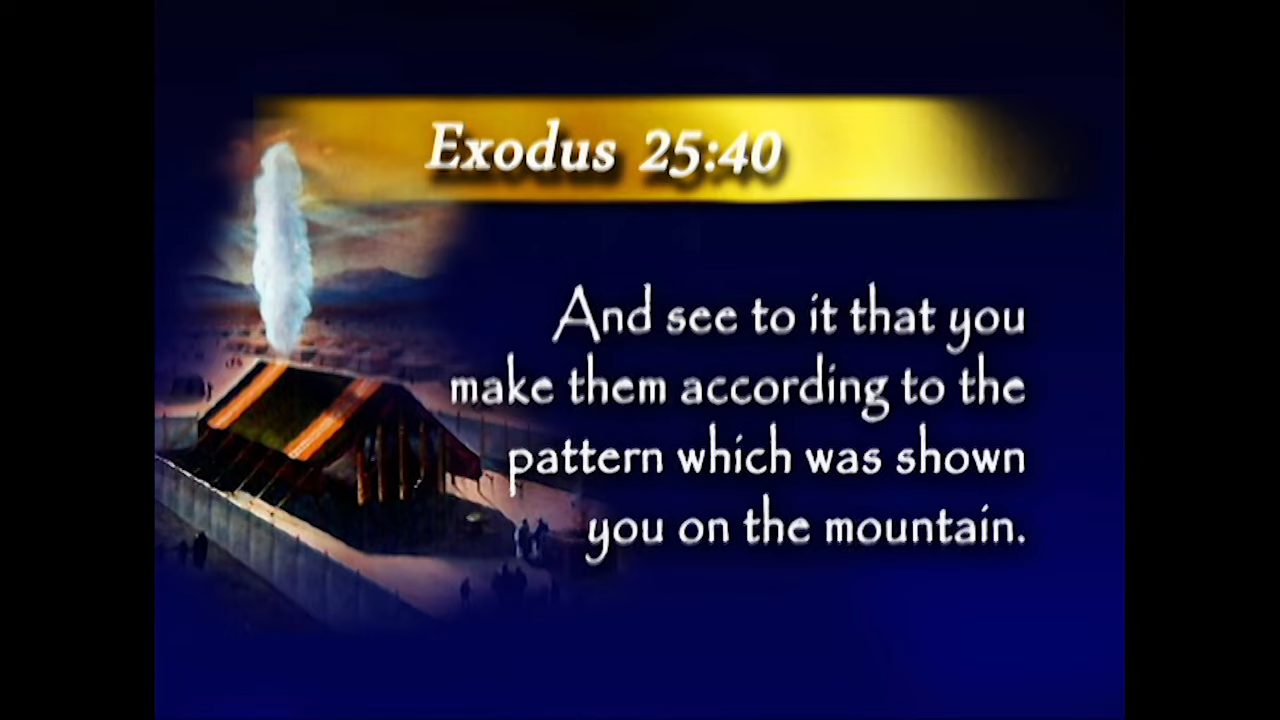 Exodus 25:40
And see to it that you
make them according to the
pattern which was shown
you on the mountain.